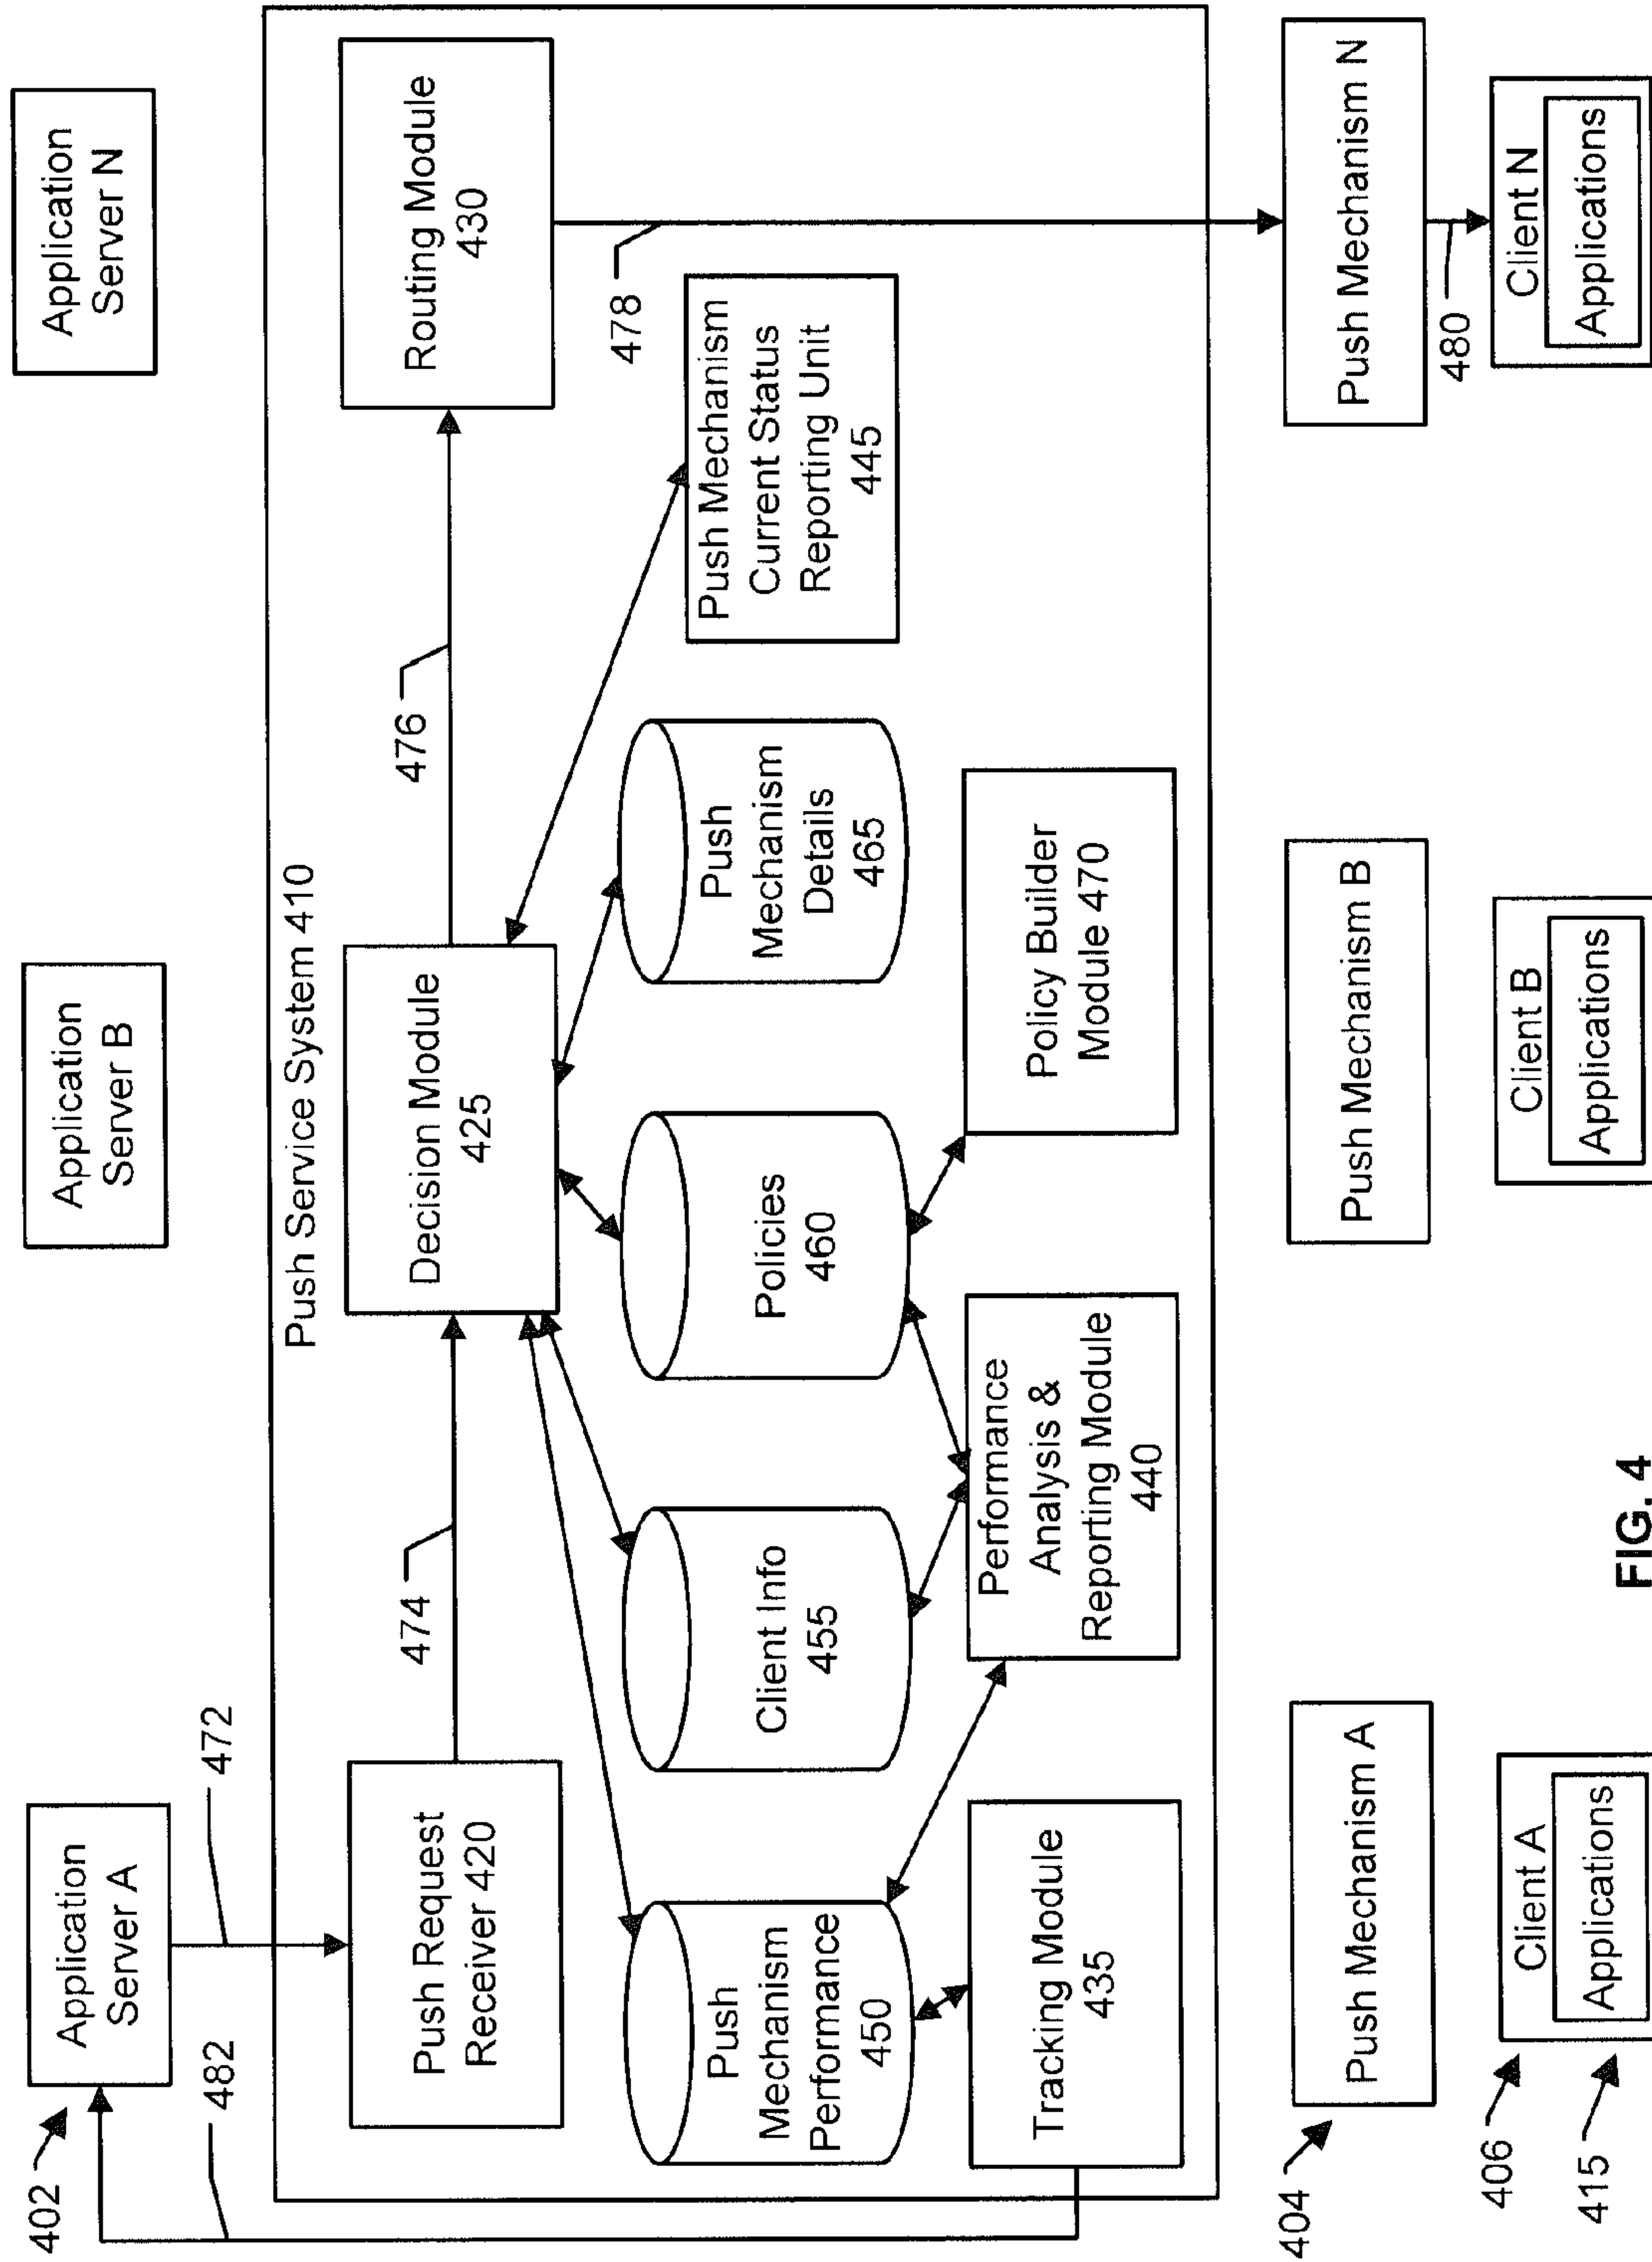 Application
Server A
Application
Server B
Application
Server N
402
482
472
Push Service System 410
Push Request
Receiver 420
474
Decision Module
425
476
Routing Module
430
Push
Mechanism
Performance
450
Client Info
455
Policies
460
Push
Mechanism
Details
465
Push Mechanism
Current Status
Reporting Unit
445
478
Tracking Module
435
Performance
Analysis &
Reporting Module
440
Policy Builder
Module 470
404
Push Mechanism A
Push Mechanism B
Push Mechanism N
480
406
Client A
Applications
415
Client B
Applications
Client N
Applications
FIG. 4